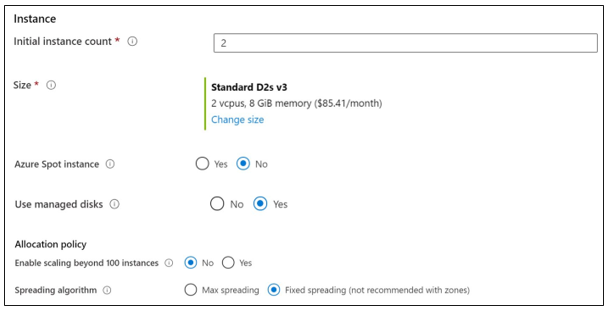 Instance
Initial instance count *
2
Size *
Standard D2s v3
2 vcpus, 8 GiB memory ($85.41/month)
Change size
Azure Spot instance Yes No
Use managed disks No Yes
Allocation policy
Enable scaling beyond 100 instances No Yes
Spreading algorithm Max spreading Fixed spreading (not recommended with zones)